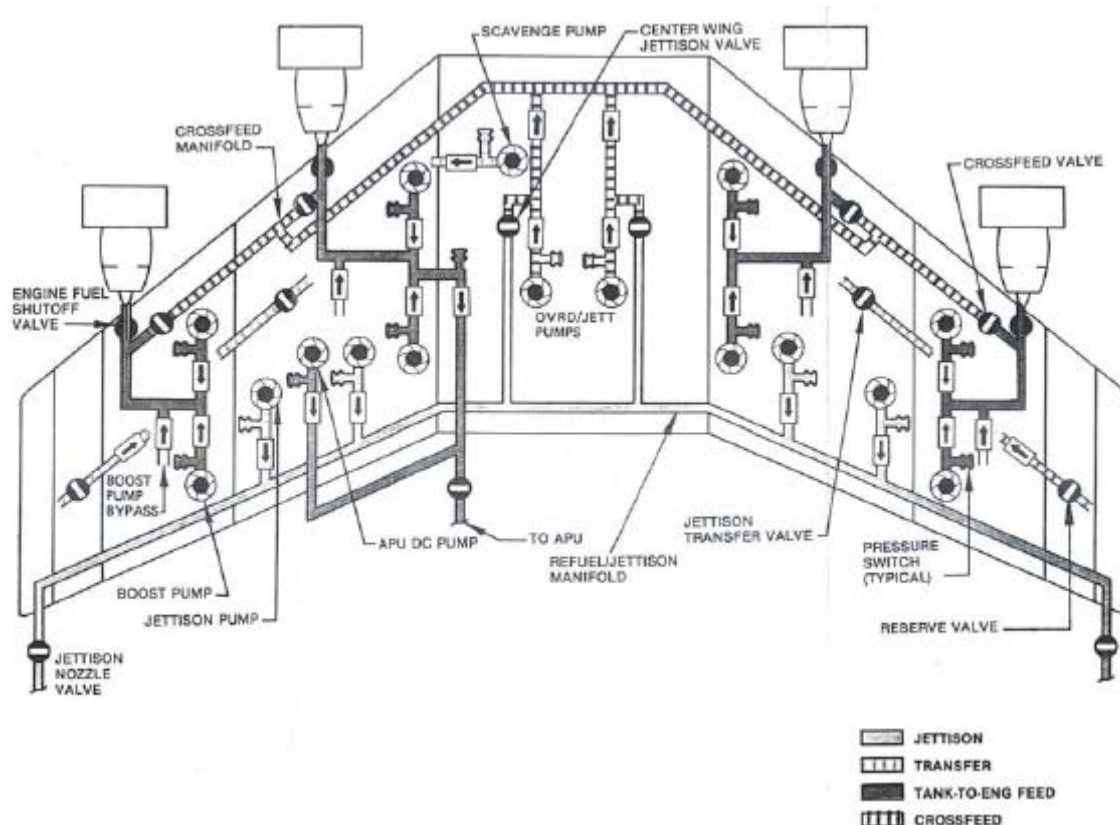 SCAVENGE PUMP
CENTER WING
JETTISON VALVE
CROSSFEED
MANIFOLD
CROSSFEED VALVE
ENGINE FUEL
SHUTOFF
VALVE
OVRD/JETT
PUMPS
BOOST
PUMP
BYPASS
APU DC PUMP
TO APU
JETTISON
TRANSFER VALVE
REFUEL/JETTISON
MANIFOLD
PRESSURE
SWITCH
(TYPICAL)
BOOST PUMP
JETTISON PUMP
RESERVE VALVE
JETTISON
NOZZLE
VALVE
JETTISON
TRANSFER
TANK-TO-ENG FEED
CROSSFEED